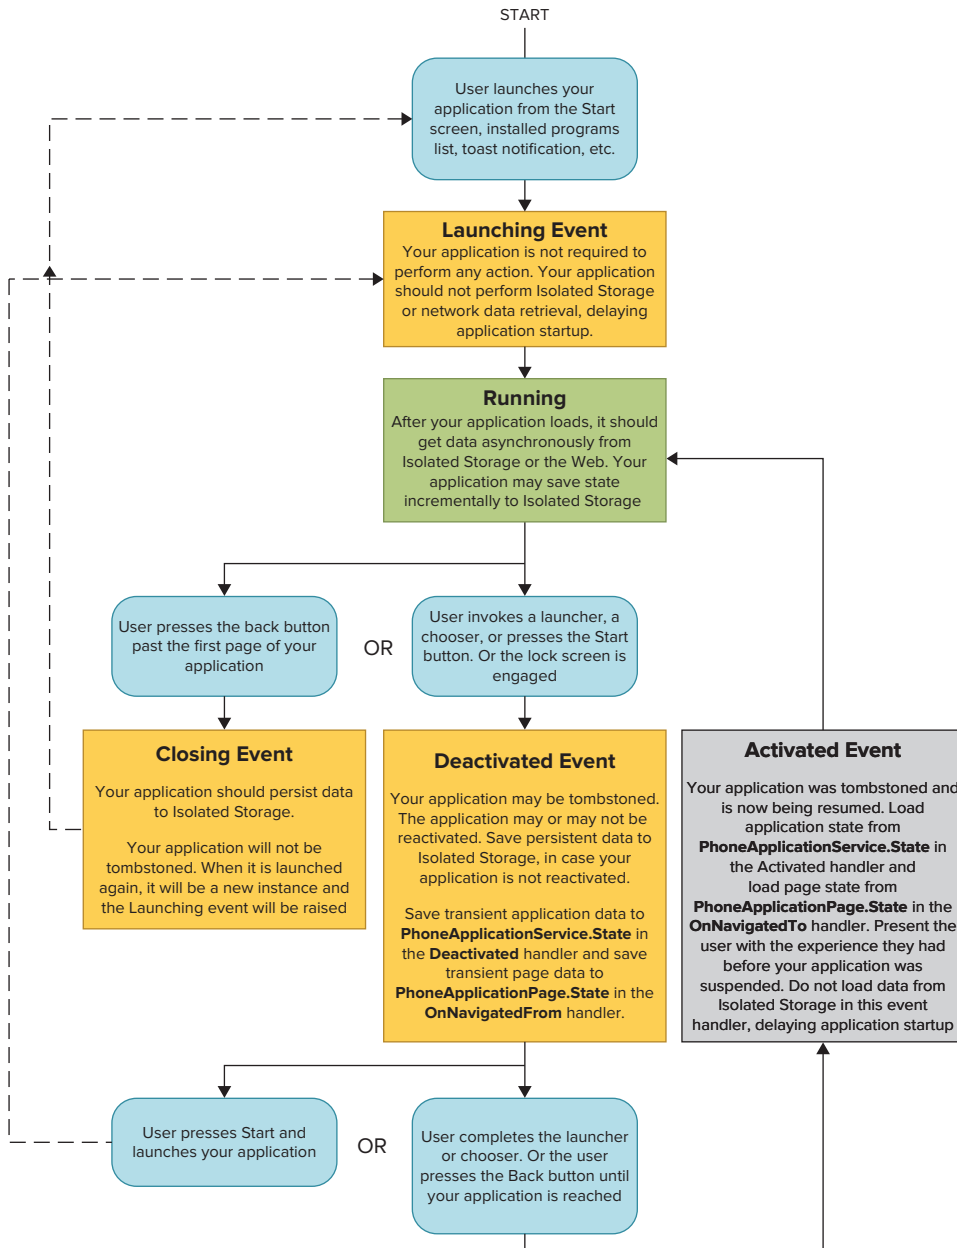 START
User launches your
application from the Start
screen, installed programs
list, toast notification, etc.
Launching Event
Your application is not required to
perform any action. Your application
should not perform Isolated Storage
or network data retrieval, delaying
application startup.
Running
After your application loads, it should
get data asynchronously from
Isolated Storage or the Web. Your
application may save state
incrementally to Isolated Storage
User presses the back button
past the first page of your
application
OR
User invokes a launcher, a
chooser, or presses the Start
button. Or the lock screen is
engaged
Closing Event
Your application should persist data
to Isolated Storage.
Your application will not be
tombstoned. When it is launched
again, it will be a new instance and
the Launching event will be raised
Deactivated Event
Your application may be tombstoned.
The application may or may not be
reactivated. Save persistent data to
Isolated Storage, in case your
application is not reactivated.
Save transient application data to
PhoneApplicationService.State in
the Deactivated handler and save
transient page data to
PhoneApplicationPage.State in the
OnNavigatedFrom handler.
Activated Event
Your application was tombstoned and
is now being resumed. Load
application state from
PhoneApplicationService.State in
the Activated handler and
load page state from
PhoneApplicationPage.State in the
OnNavigatedTo handler. Present the
user with the experience they had
before your application was
suspended. Do not load data from
Isolated Storage in this event
handler, delaying application startup
User presses Start and
launches your application
OR
User completes the launcher
or chooser. Or the user
presses the Back button until
your application is reached